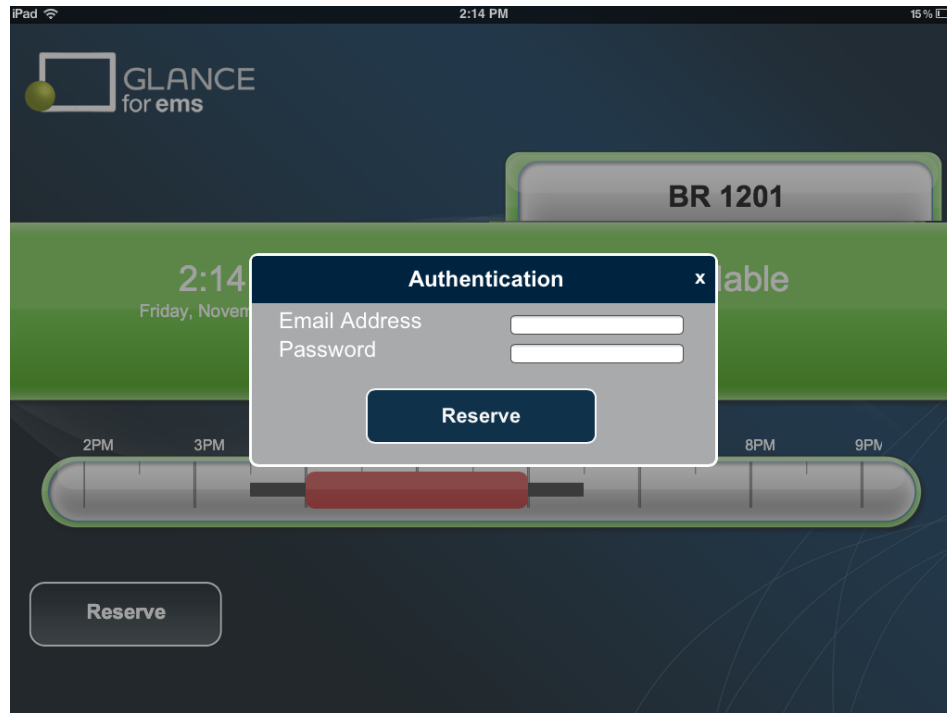 iPad 2:14 PM 15%
GLANCE
for ems
BR 1201
2:14
lable
Friday, Novem
Authentication x
Email Address
Password
Reserve
2PM 3PM 8PM 9PM
Reserve